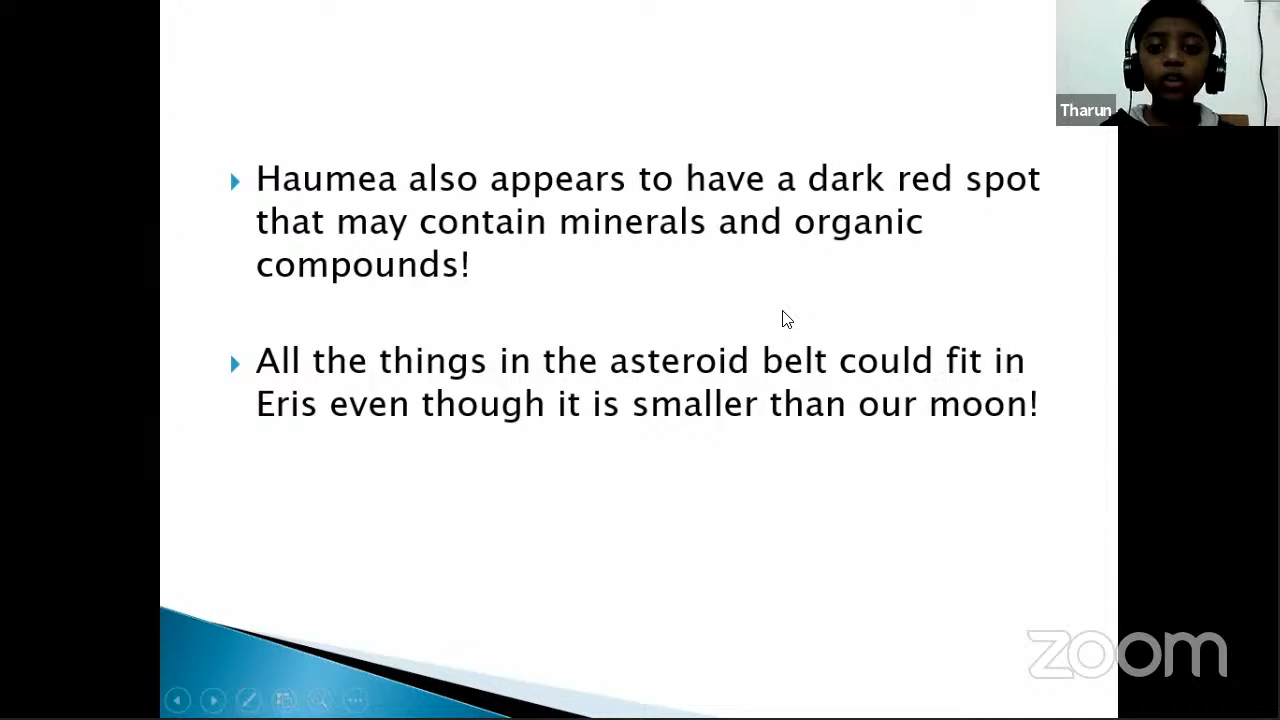 Tharun
Haumea also appears to have a dark red spot
that may contain minerals and organic
compounds!
All the things in the asteroid belt could fit in
Eris even though it is smaller than our moon!
zoom